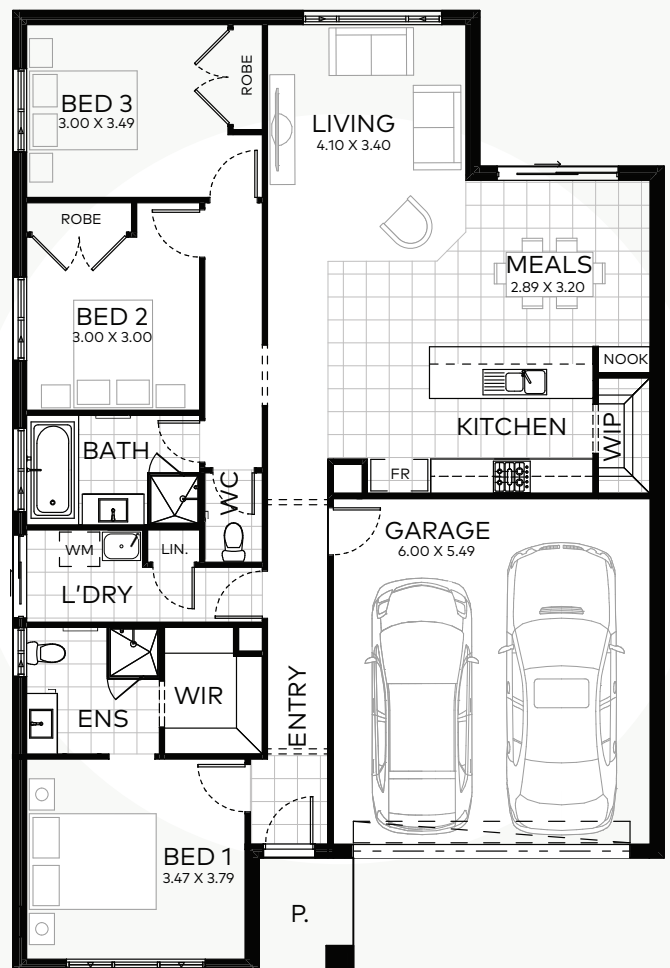 BED 3
3.00 X 3.49
ROBE
LIVING
4.10 X 3.40
ROBE
MEALS
2.89 X 3.20
BED 2
3.00 X 3.00
NOOK
KITCHEN
WIP
BATH
FR
WC
GARAGE
6.00 X 5.49
WM
LIN.
L'DRY
WIR
ENS
ENTRY
BED 1
3.47 X 3.79
P.